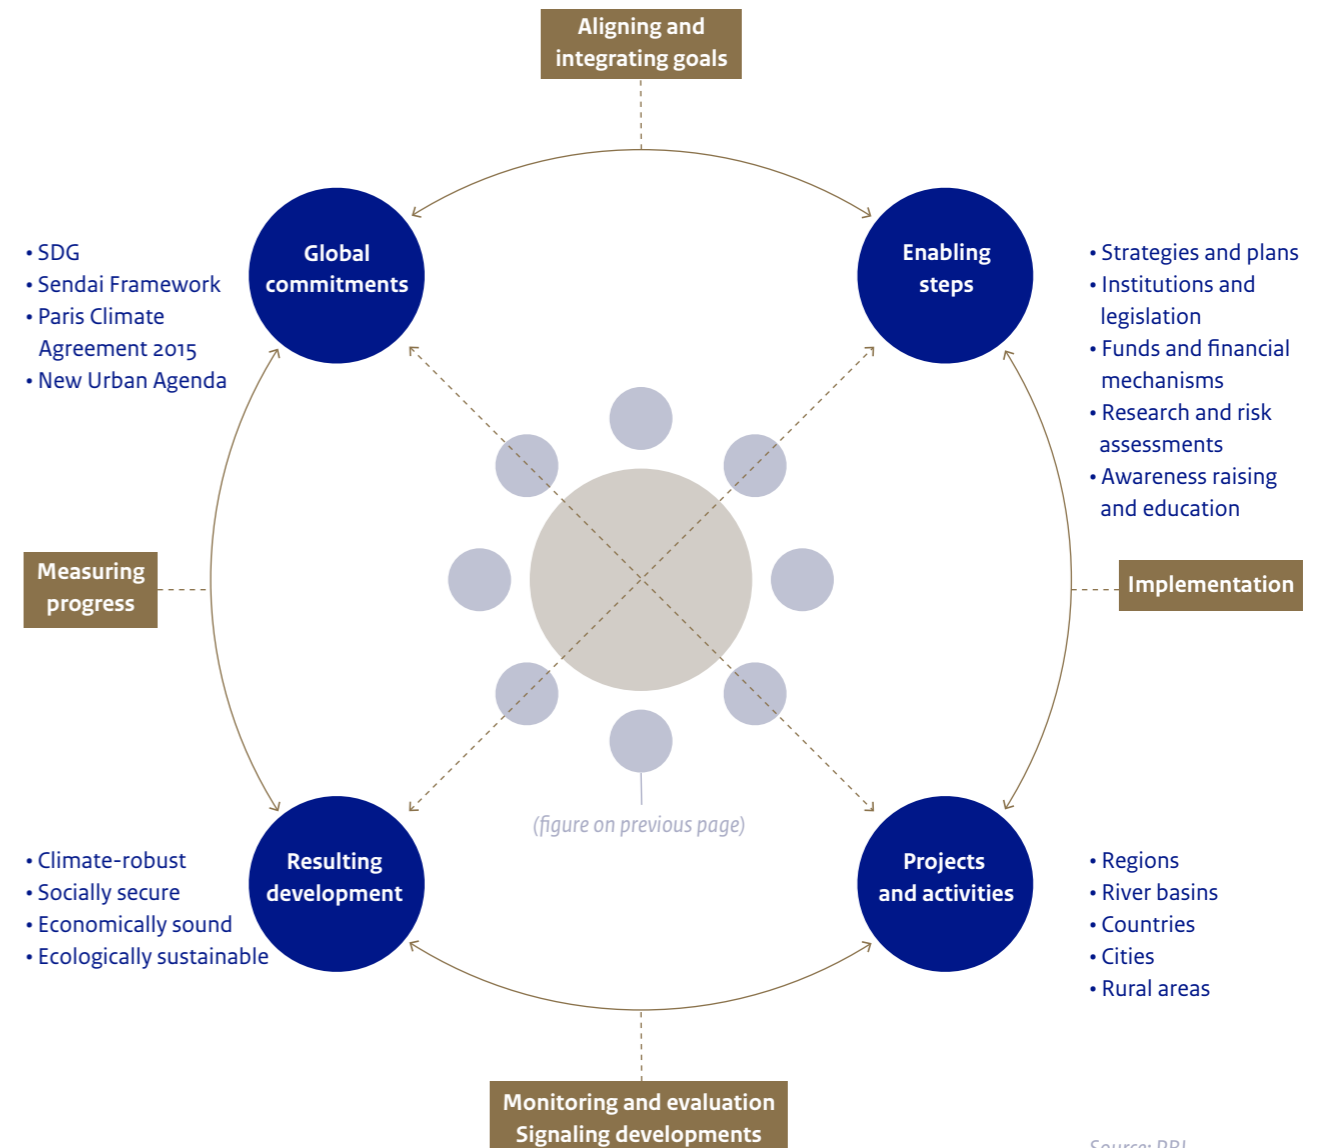 Aligning and
integrating goals
Global
commitments
• SDG
• Sendai Framework
• Paris Climate
Agreement 2015
• New Urban Agenda
Enabling
steps
• Strategies and plans
• Institutions and
legislation
• Funds and financial
mechanisms
• Research and risk
assessments
• Awareness raising
and education
Measuring
progress
Implementation
(figure on previous page)
Resulting
development
• Climate-robust
• Socially secure
• Economically sound
• Ecologically sustainable
Projects
and activities
• Regions
• River basins
• Countries
• Cities
• Rural areas
Monitoring and evaluation
Signaling developments
Source: PBL